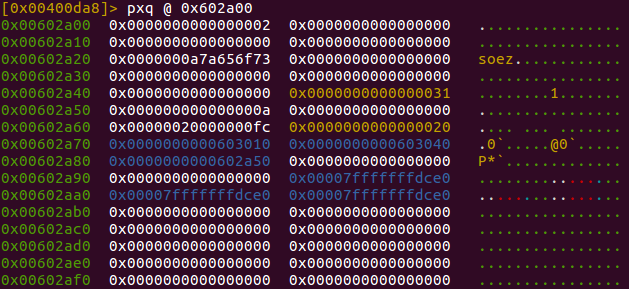 [0x00400da8]> pxq @ 0x602a00
0x00602a00 0x0000000000000002 0x0000000000000000 ................
0x00602a10 0x0000000000000000 0x0000000000000000 ................
0x00602a20 0x0000000a7a656f73 0x0000000000000000 soez............
0x00602a30 0x0000000000000000 0x0000000000000000 ................
0x00602a40 0x0000000000000000 0x0000000000000031 ........1.......
0x00602a50 0x000000000000000a 0x0000000000000000 ................
0x00602a60 0x00000020000000fc 0x0000000000000020 .... ... .......
0x00602a70 0x0000000000603010 0x0000000000603040 .0`.....@0`.....
0x00602a80 0x0000000000602a50 0x0000000000000000 P*`.............
0x00602a90 0x0000000000000000 0x00007fffffffdce0 ................
0x00602aa0 0x00007fffffffdce0 0x00007fffffffdce0 ................
0x00602ab0 0x0000000000000000 0x0000000000000000 ................
0x00602ac0 0x0000000000000000 0x0000000000000000 ................
0x00602ad0 0x0000000000000000 0x0000000000000000 ................
0x00602ae0 0x0000000000000000 0x0000000000000000 ................
0x00602af0 0x0000000000000000 0x0000000000000000 ................